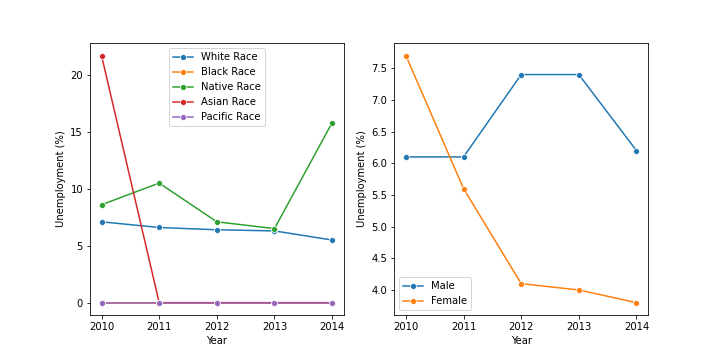 White Race
Black Race
Native Race
Asian Race
Pacific Race
20
15
10
5
0
Unemployment (%)
2010 2011 2012 2013 2014
Year
7.5
7.0
6.5
6.0
5.5
5.0
4.5
4.0
Unemployment (%)
Male
Female
2010 2011 2012 2013 2014
Year